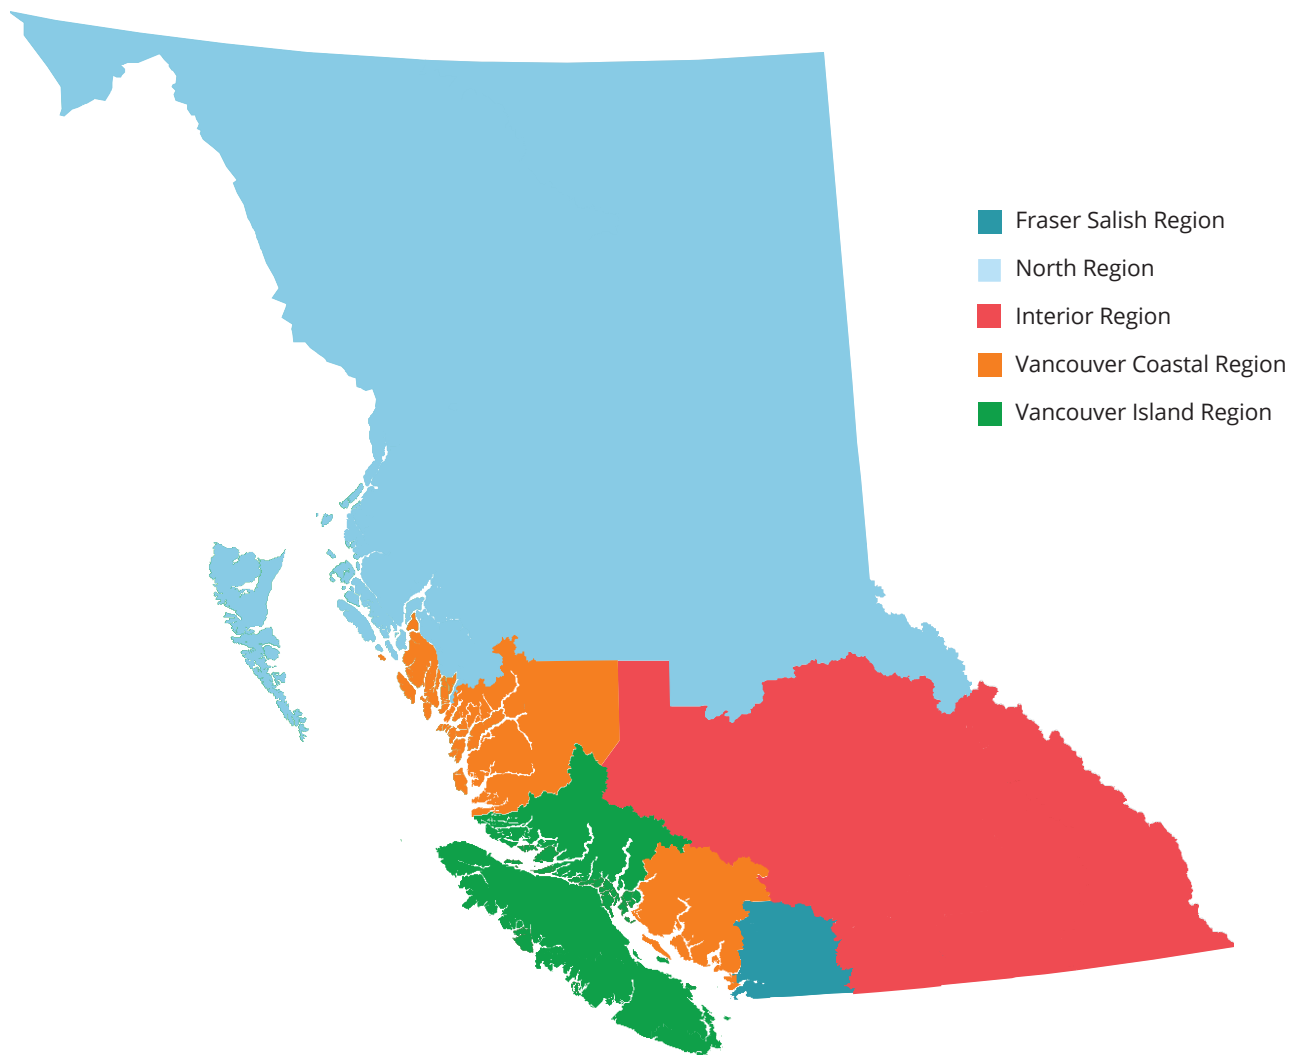 Fraser Salish Region
North Region
Interior Region
Vancouver Coastal Region
Vancouver Island Region